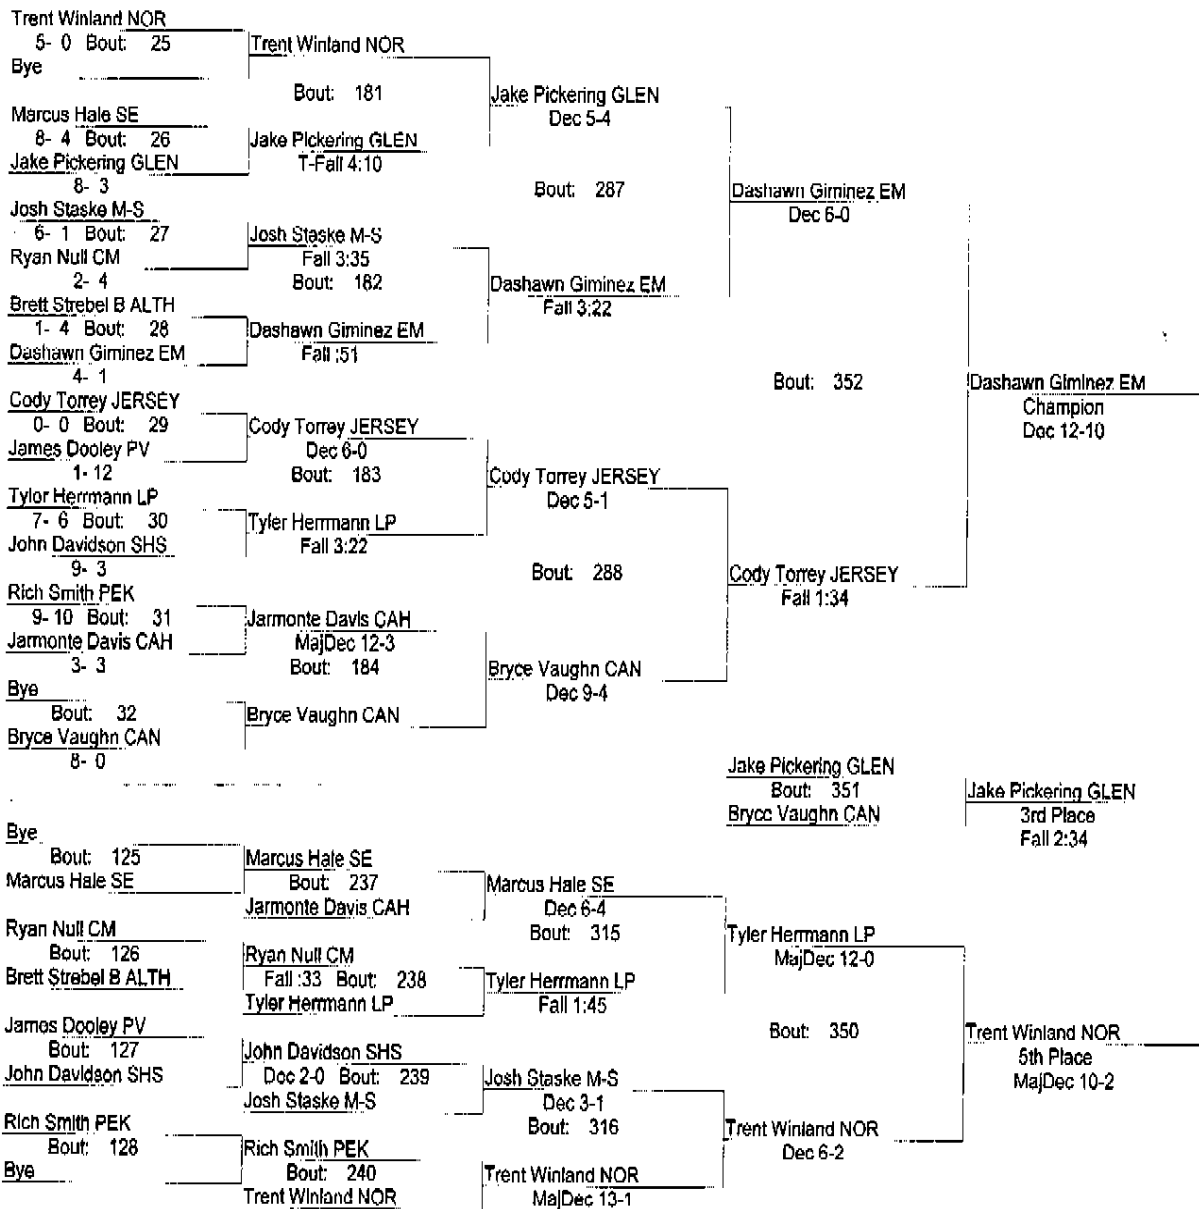 Trent Winland NOR
5- 0 Bout: 25
Bye
Trent Winland NOR
Bout: 181
Marcus Hale SE
8- 4 Bout: 26
Jake Pickering GLEN
8- 3
Jake Pickering GLEN
T-Fall 4:10
Jake Pickering GLEN
Dec 5-4
Bout: 287
Josh Staske M-S
6- 1 Bout: 27
Ryan Null CM
2- 4
Josh Staske M-S
Fall 3:35
Bout: 182
Brett Strebel B ALTH
1- 4 Bout: 28
Dashawn Giminez EM
4- 1
Dashawn Giminez EM
Fall :51
Dashawn Giminez EM
Fall 3:22
Dashawn Giminez EM
Dec 6-0
Bout: 352
Dashawn Giminez EM
Champion
Dec 12-10
Cody Torrey JERSEY
0- 0 Bout: 29
James Dooley PV
1- 12
Cody Torrey JERSEY
Dec 6-0
Bout: 183
Tylor Herrmann LP
7- 6 Bout: 30
John Davidson SHS
9- 3
Tyler Herrmann LP
Fall 3:22
Cody Torrey JERSEY
Dec 5-1
Bout: 288
Cody Torrey JERSEY
Fall 1:34
Rich Smith PEK
9- 10 Bout: 31
Jarmonte Davis CAH
3- 3
Jarmonte Davis CAH
MajDec 12-3
Bout: 184
Bye
Bout: 32
Bryce Vaughn CAN
8- 0
Bryce Vaughn CAN
Bryce Vaughn CAN
Dec 9-4
Jake Pickering GLEN
Bout: 351
Bryce Vaughn CAN
Jake Pickering GLEN
3rd Place
Fall 2:34
Bye
Bout: 125
Marcus Hale SE
Marcus Hale SE
Bout: 237
Jarmonte Davis CAH
Marcus Hale SE
Dec 6-4
Bout: 315
Ryan Null CM
Bout: 126
Brett Strebel B ALTH
Ryan Null CM
Fall :33 Bout: 238
Tyler Herrmann LP
Tyler Herrmann LP
Fall 1:45
Tyler Herrmann LP
MajDec 12-0
Bout: 350
Trent Winland NOR
5th Place
MajDec 10-2
James Dooley PV
Bout: 127
John Davidson SHS
John Davidson SHS
Dec 2-0 Bout: 239
Josh Staske M-S
Josh Staske M-S
Dec 3-1
Bout: 316
Trent Winland NOR
Dec 6-2
Rich Smith PEK
Bout: 128
Bye
Rich Smith PEK
Bout: 240
Trent Winland NOR
Trent Winland NOR
MajDec 13-1